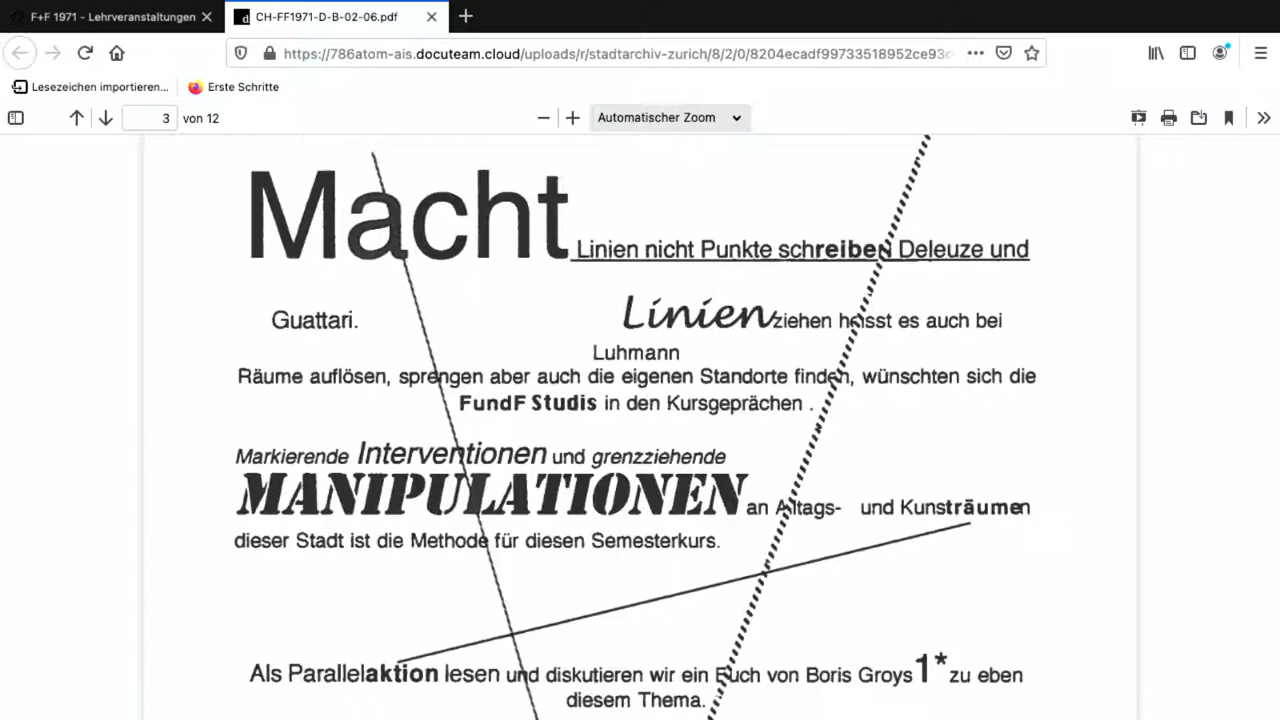 F+F 1971 - Lehrveranstaltungen
CH-FF1971-D-B-02-06.pdf
https://786atom-ais.docuteam.cloud/uploads/r/stadtarchiv-zurich/8/2/0/8204ecadf99733518952ce93c
Lesezeichen importieren...
Erste Schritte
3 von 12
Automatischer Zoom
Macht Linien nicht Punkte schreiben Deleuze und
Guattari. Linien ziehen heisst es auch bei
Luhmann
Räume auflösen, sprengen aber auch die eigenen Standorte finden, wünschten sich die
FundF Studis in den Kursgeprächen .
Markierende Interventionen und grenzziehende
MANIPULATIONEN an Alltags- und Kunsträumen
dieser Stadt ist die Methode für diesen Semesterkurs.
Als Parallelaktion lesen und diskutieren wir ein Buch von Boris Groys 1* zu eben
diesem Thema.